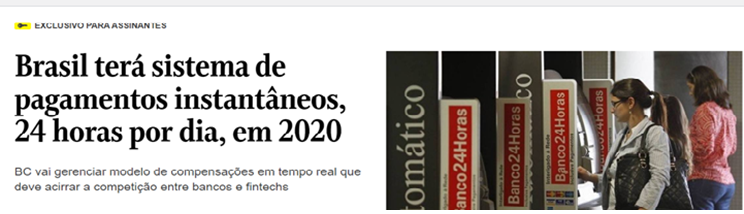 EXCLUSIVO PARA ASSINANTES
Brasil terá sistema de
pagamentos instantâneos,
24 horas por dia, em 2020
BC vai gerenciar modelo de compensações em tempo real que
deve acirrar a competição entre bancos e fintechs
tomático
Banco24Horas
Banco24Horas
co
Banco24Horas
Banco24Horas